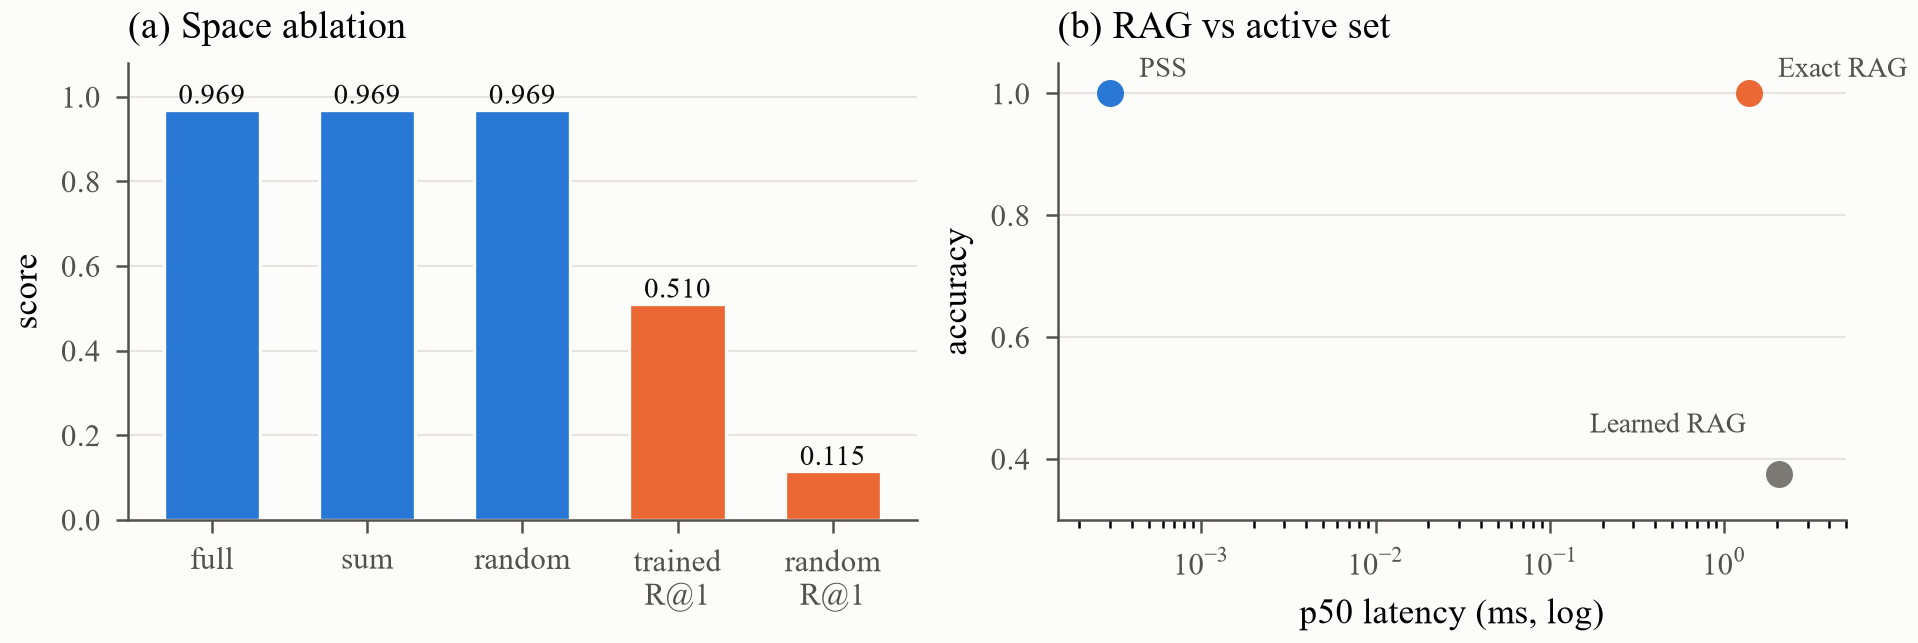 (a) Space ablation
score
1.0
0.8
0.6
0.4
0.2
0.0
0.969
0.969
0.969
0.510
0.115
full
sum
random
trained
R@1
random
R@1
(b) RAG vs active set
accuracy
1.0
0.8
0.6
0.4
PSS
Exact RAG
Learned RAG
10⁻³
10⁻²
10⁻¹
10⁰
p50 latency (ms, log)